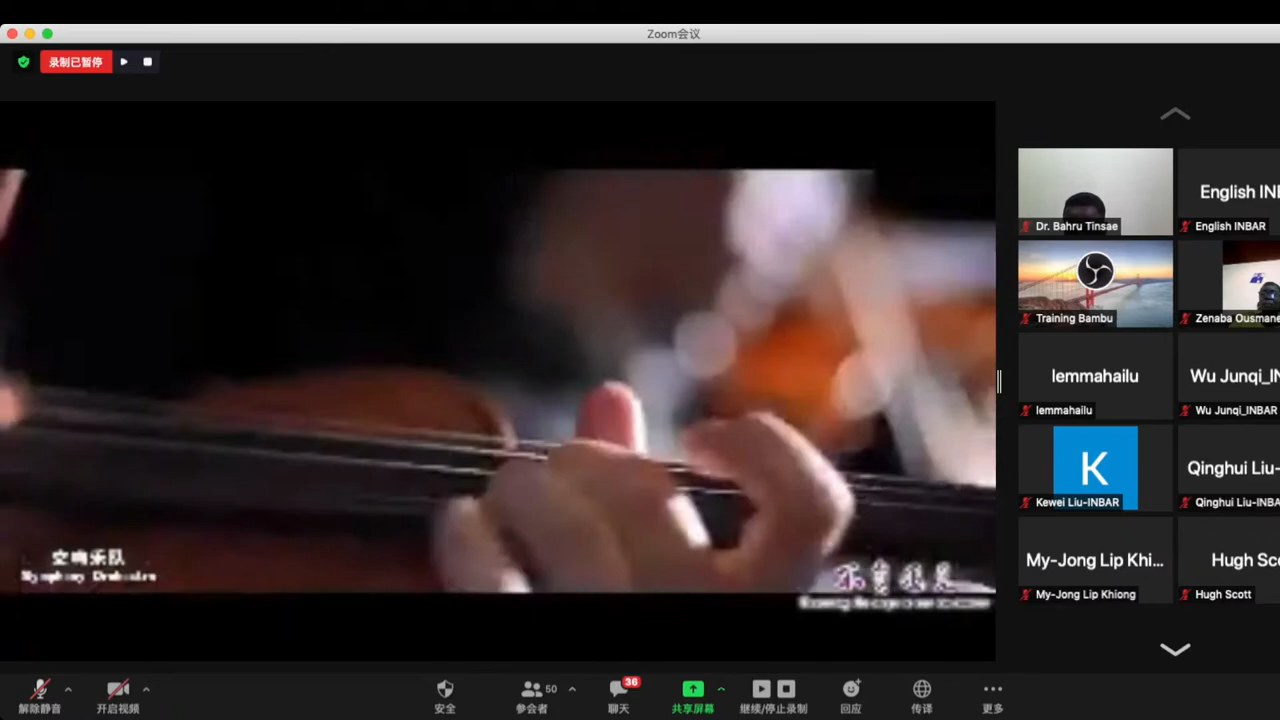 Zoom会议
录制已暂停
English INB
Dr. Bahru Tinsae
English INBAR
Training Bambu
Zenaba Ousmane
lemmahailu
Wu Junqi_IN
lemmahailu
Wu Junqi_INBAR
K
Qinghui Liu-
Kewei Liu-INBAR
Qinghui Liu-INBA
My-Jong Lip Khi...
Hugh Sco
My-Jong Lip Khiong
Hugh Scott
交响乐队
Symphony Orchestra
解除静音
开启视频
安全
50
参会者
36
聊天
共享屏幕
继续/停止录制
回应
传译
更多